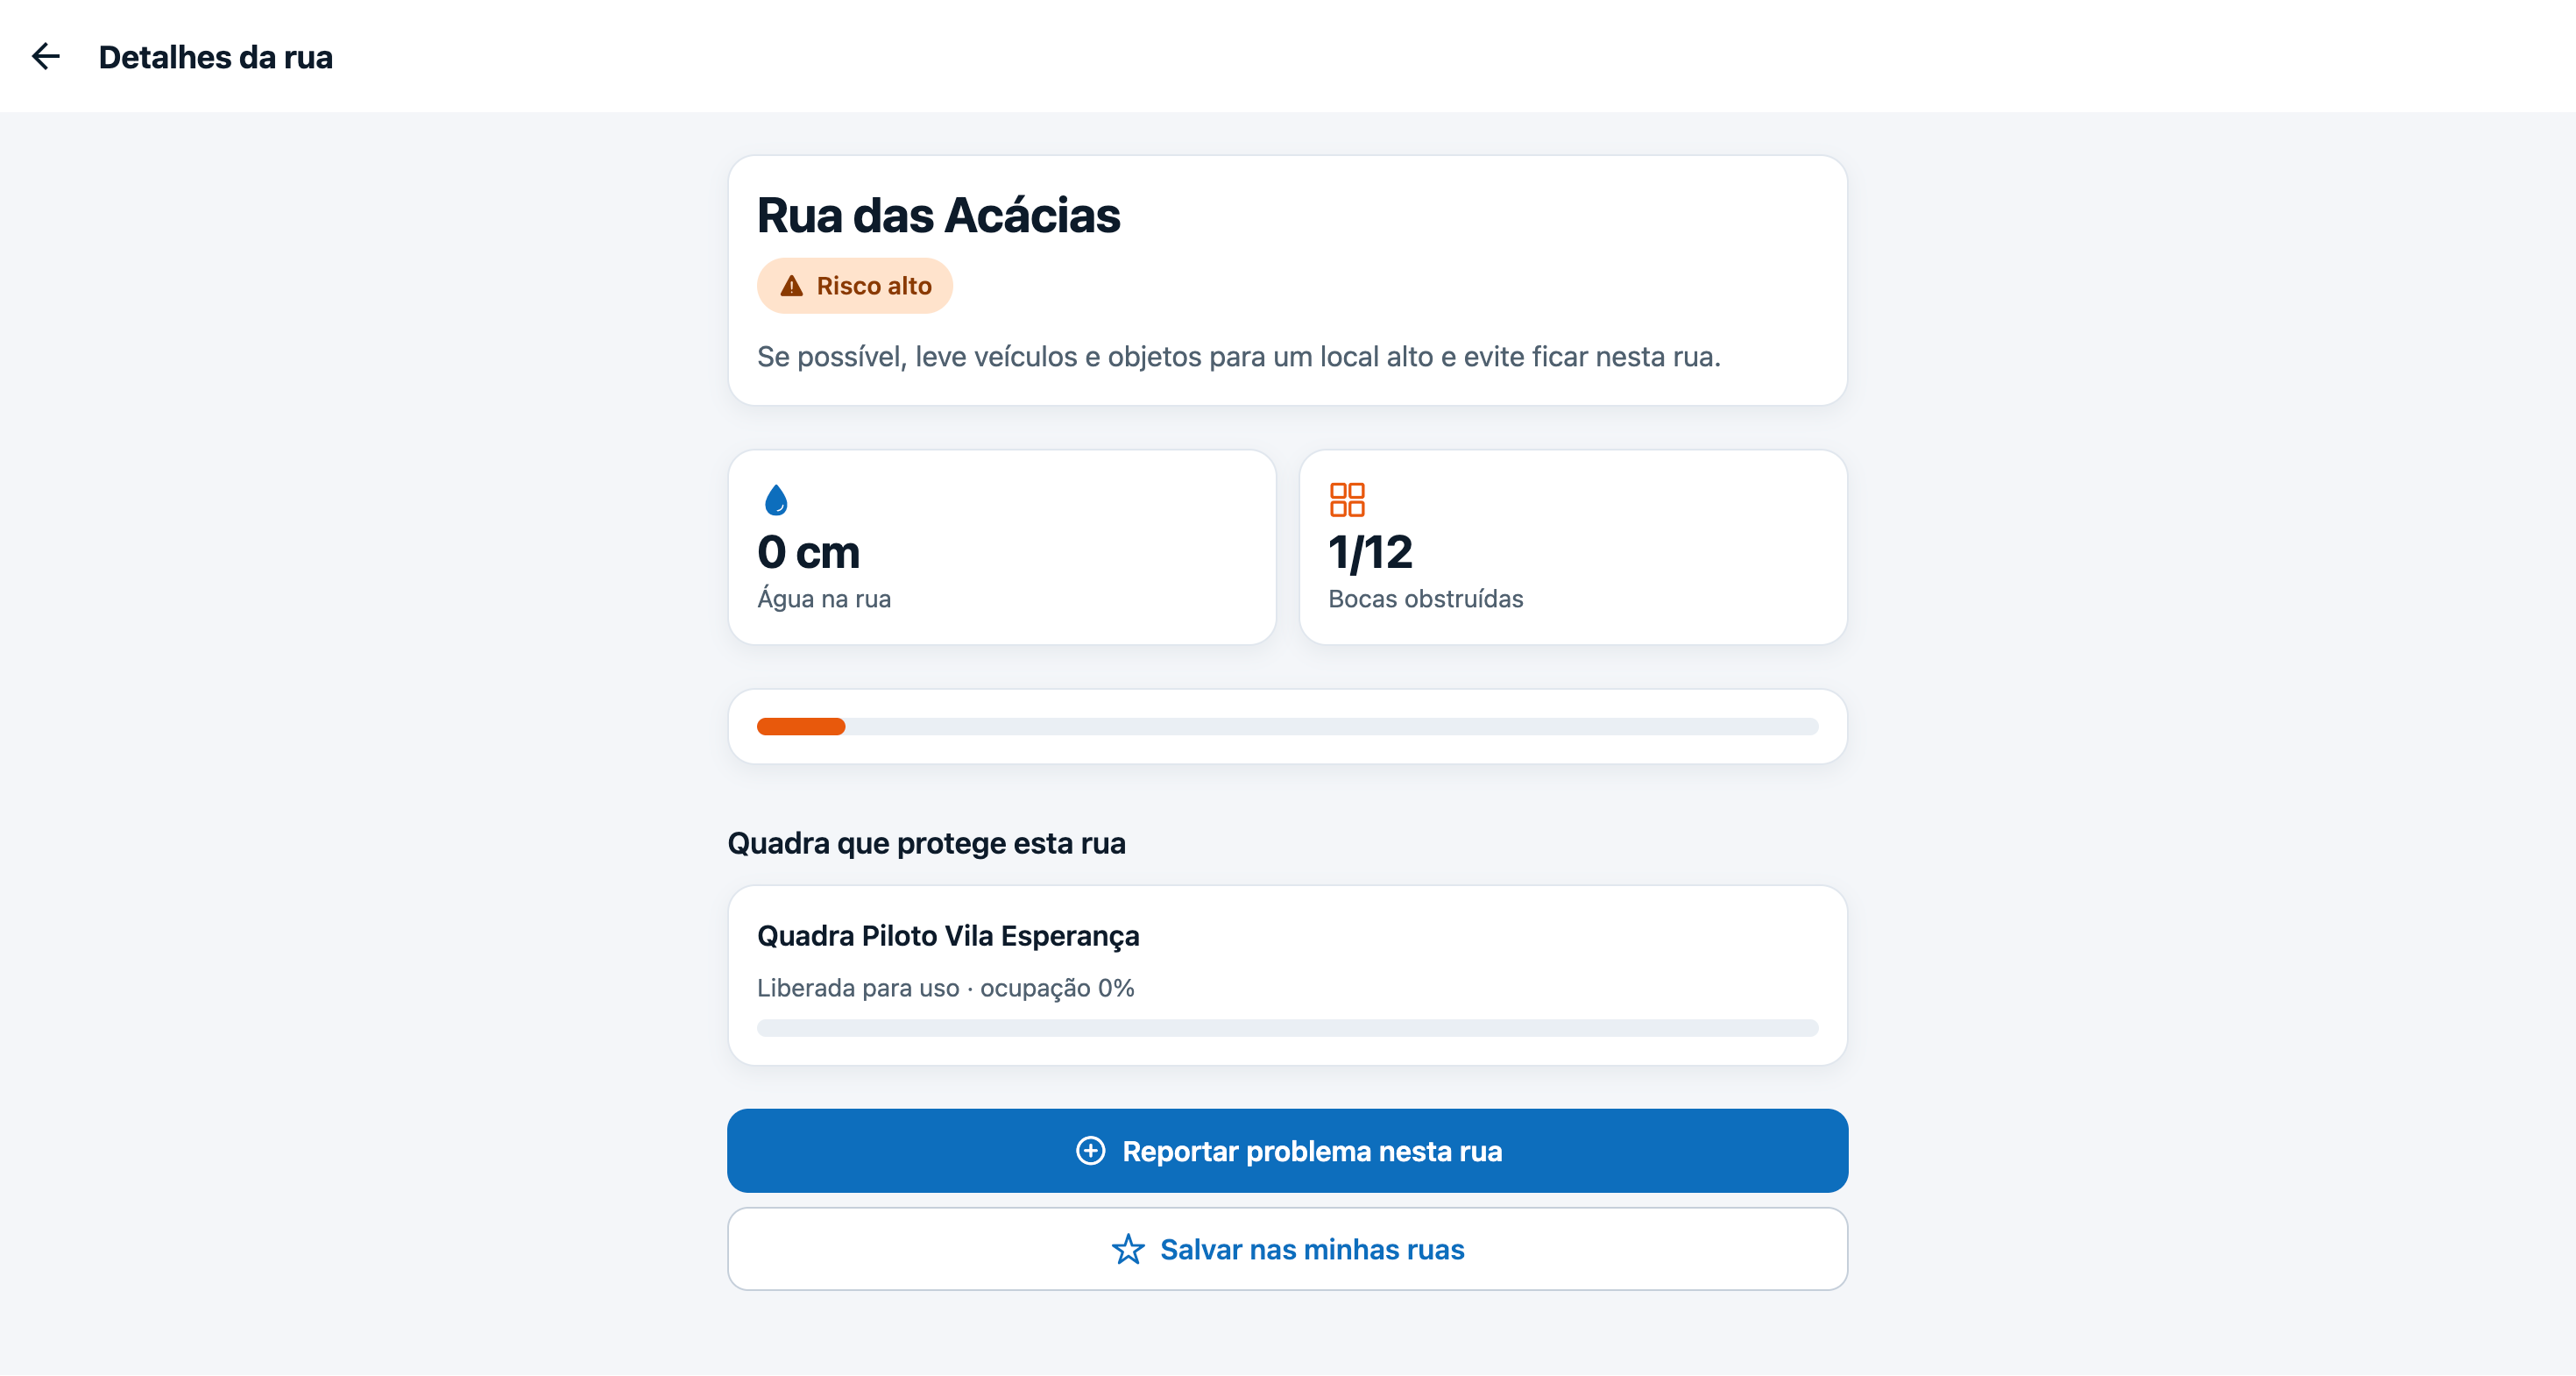 Detalhes da rua
Rua das Acácias
Risco alto
Se possível, leve veículos e objetos para um local alto e evite ficar nesta rua.
0 cm
Água na rua
1/12
Bocas obstruídas
Quadra que protege esta rua
Quadra Piloto Vila Esperança
Liberada para uso · ocupação 0%
Reportar problema nesta rua
Salvar nas minhas ruas